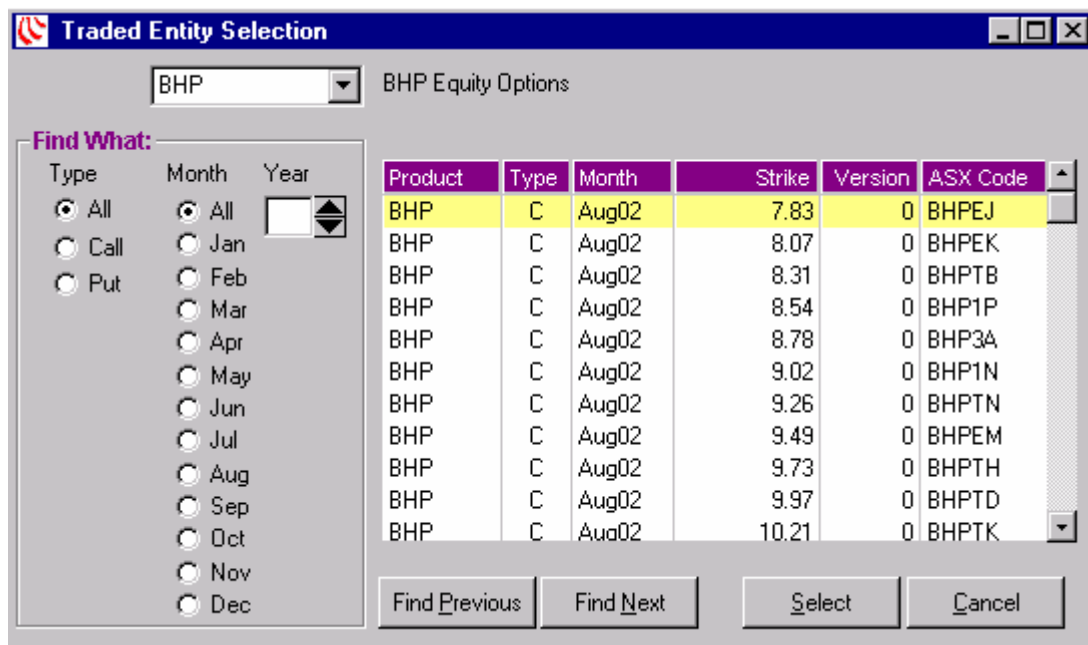 Traded Entity Selection
BHP BHP Equity Options
Find What:
Type Month Year
All All
Call Jan
Put Feb
Mar
Apr
May
Jun
Jul
Aug
Sep
Oct
Nov
Dec
Product Type Month Strike Version ASX Code
BHP C Aug02 7.83 0 BHPEJ
BHP C Aug02 8.07 0 BHPEK
BHP C Aug02 8.31 0 BHPTB
BHP C Aug02 8.54 0 BHP1P
BHP C Aug02 8.78 0 BHP3A
BHP C Aug02 9.02 0 BHP1N
BHP C Aug02 9.26 0 BHPTN
BHP C Aug02 9.49 0 BHPEM
BHP C Aug02 9.73 0 BHPTH
BHP C Aug02 9.97 0 BHPTD
BHP C Aug02 10.21 0 BHPTK
Find Previous Find Next Select Cancel